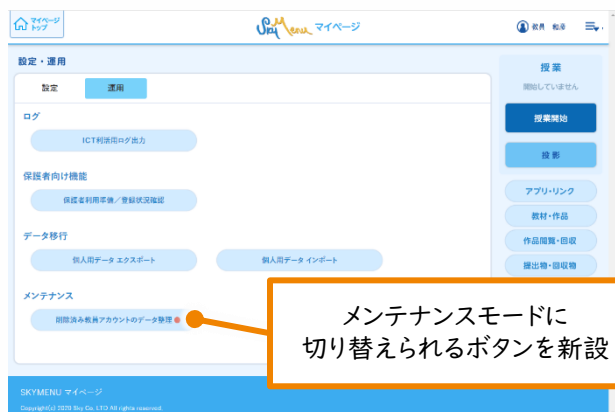 マイページ
トップ
SkyMenu マイページ
教員 和彦
設定・運用
設定
運用
ログ
ICT利活用ログ出力
保護者向け機能
保護者利用準備／登録状況確認
データ移行
個人用データ エクスポート
個人用データ インポート
メンテナンス
削除済み教員アカウントのデータ整理
授業
開始していません
授業開始
投影
アプリ・リンク
教材・作品
作品閲覧・回収
提出物・回収物
メンテナンスモードに
切り替えられるボタンを新設
SKYMENU マイページ
Copyright(c) 2020 Sky Co., LTD All rights reserved.